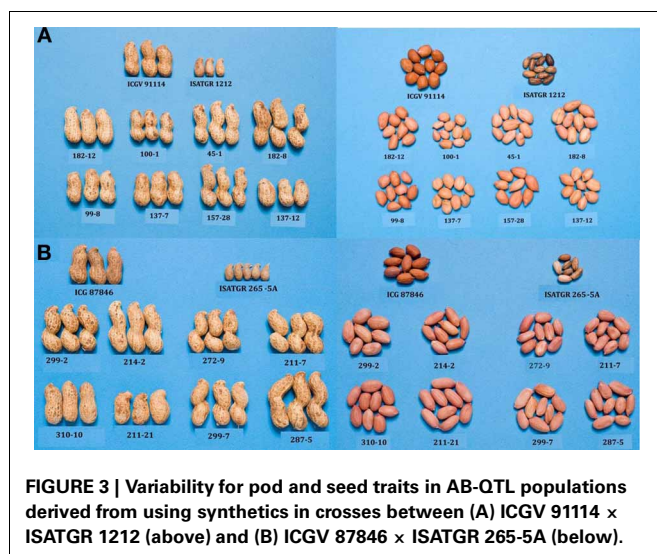 A
ICGV 91114 ISATGR 1212 ICGV 91114 ISATGR 1212
182-12 100-1 45-1 182-8 182-12 100-1 45-1 182-8
99-8 137-7 157-28 137-12 99-8 137-7 157-28 137-12
B
ICG 87846 ISATGR 265 -5A ICG 87846 ISATGR 265-5A
299-2 214-2 272-9 211-7 299-2 214-2 272-9 211-7
310-10 211-21 299-7 287-5 310-10 211-21 299-7 287-5
FIGURE 3 | Variability for pod and seed traits in AB-QTL populations
derived from using synthetics in crosses between (A) ICGV 91114 ×
ISATGR 1212 (above) and (B) ICGV 87846 × ISATGR 265-5A (below).